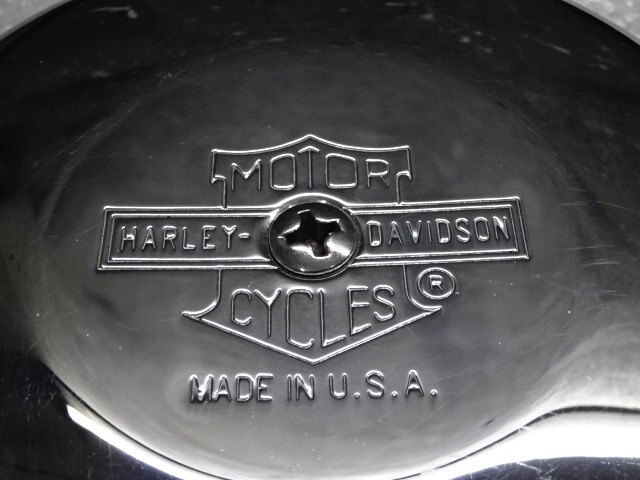 MOTOR
HARLEY-DAVIDSON
CYCLES ®
MADE IN U.S.A.